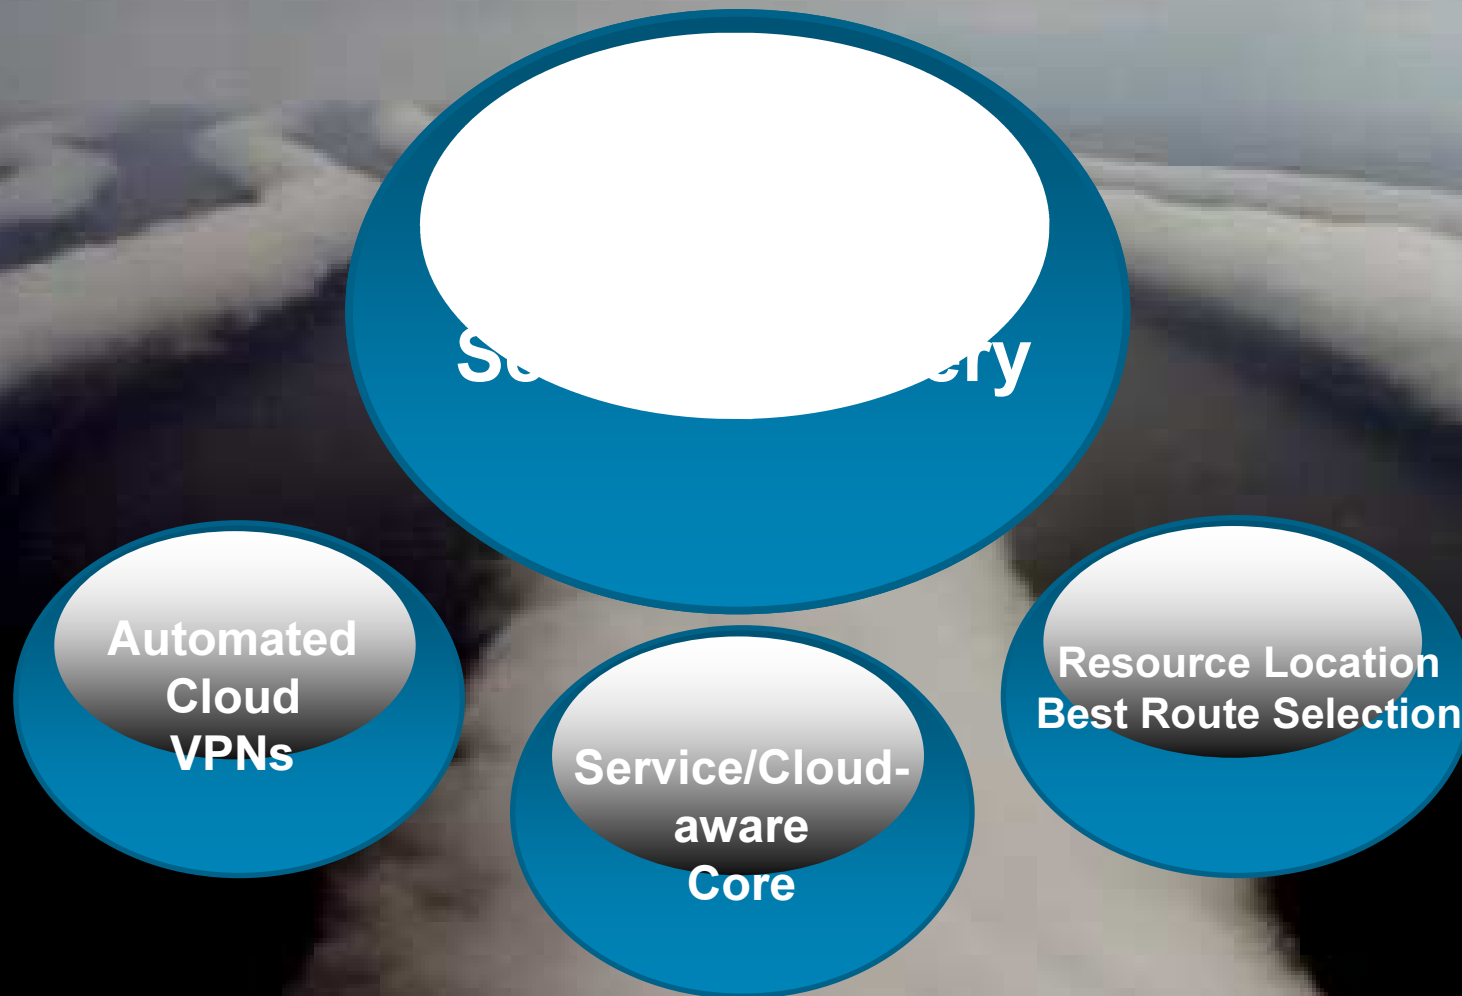 Automated
Cloud
VPNs
Service/Cloud-
aware
Core
Resource Location
Best Route Selection